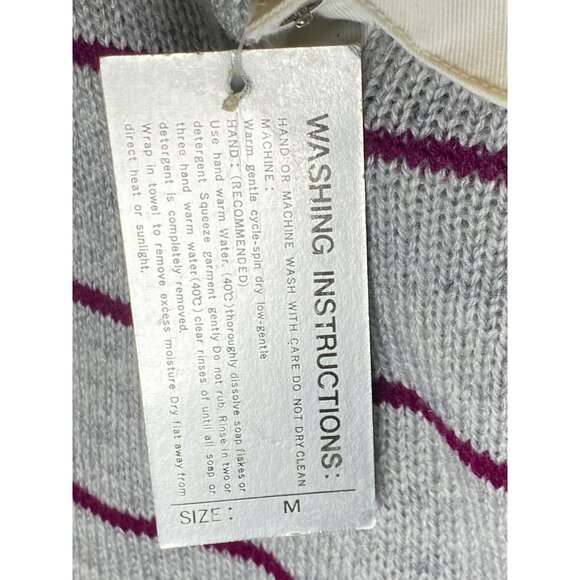 WASHING INSTRUCTIONS:
HAND OR MACHINE WASH WITH CARE DO NOT DRY CLEAN
MACHINE:
Warm gentle cycle-spin dry low-gentle
HAND: (RECOMMENDED)
Use hand warm Water. (40℃) thoroughly dissolve soap flakes or
detergent Squeeze garment gently Do not rub. Rinse in two or
three hand warm water (40℃) clear rinses of until all soap or
detergent is completely removed.
Wrap in towel to remove excess moisture Dry flat away from
direct heat or sunlight.
SIZE: M